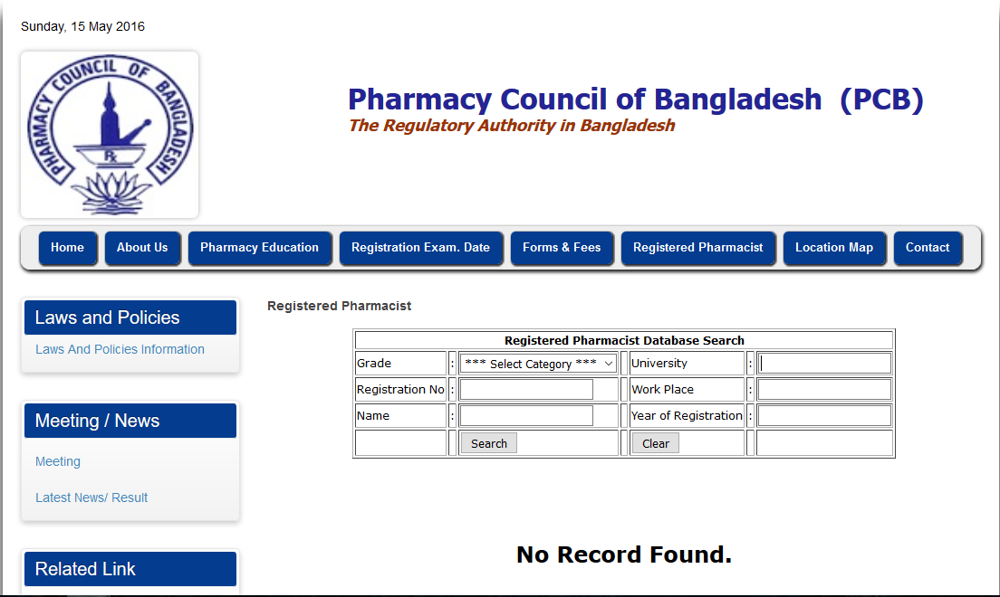 Sunday, 15 May 2016
PHARMACY COUNCIL OF BANGLADESH
Rx
Pharmacy Council of Bangladesh (PCB)
The Regulatory Authority in Bangladesh
Home About Us Pharmacy Education Registration Exam. Date Forms & Fees Registered Pharmacist Location Map Contact
Laws and Policies
Laws And Policies Information
Meeting / News
Meeting
Latest News/ Result
Related Link
Registered Pharmacist
Registered Pharmacist Database Search
Grade : *** Select Category *** University :
Registration No : Work Place :
Name : Year of Registration :
Search Clear
No Record Found.